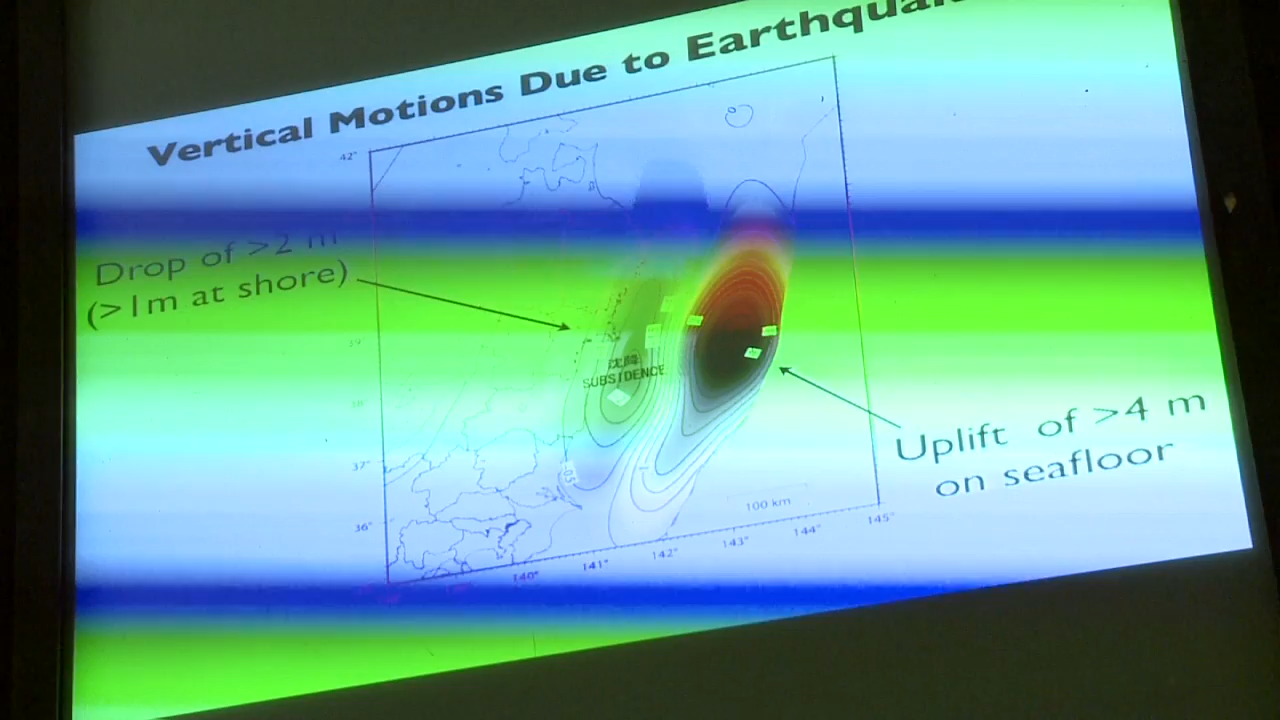 Vertical Motions Due to Earthqua
42°
Drop of >2 m
(>1m at shore)
39°
沈降
SUBSIDENCE
38°
Uplift of >4 m
on seafloor
37°
100 km
36°
140°
141°
142°
143°
144°
145°